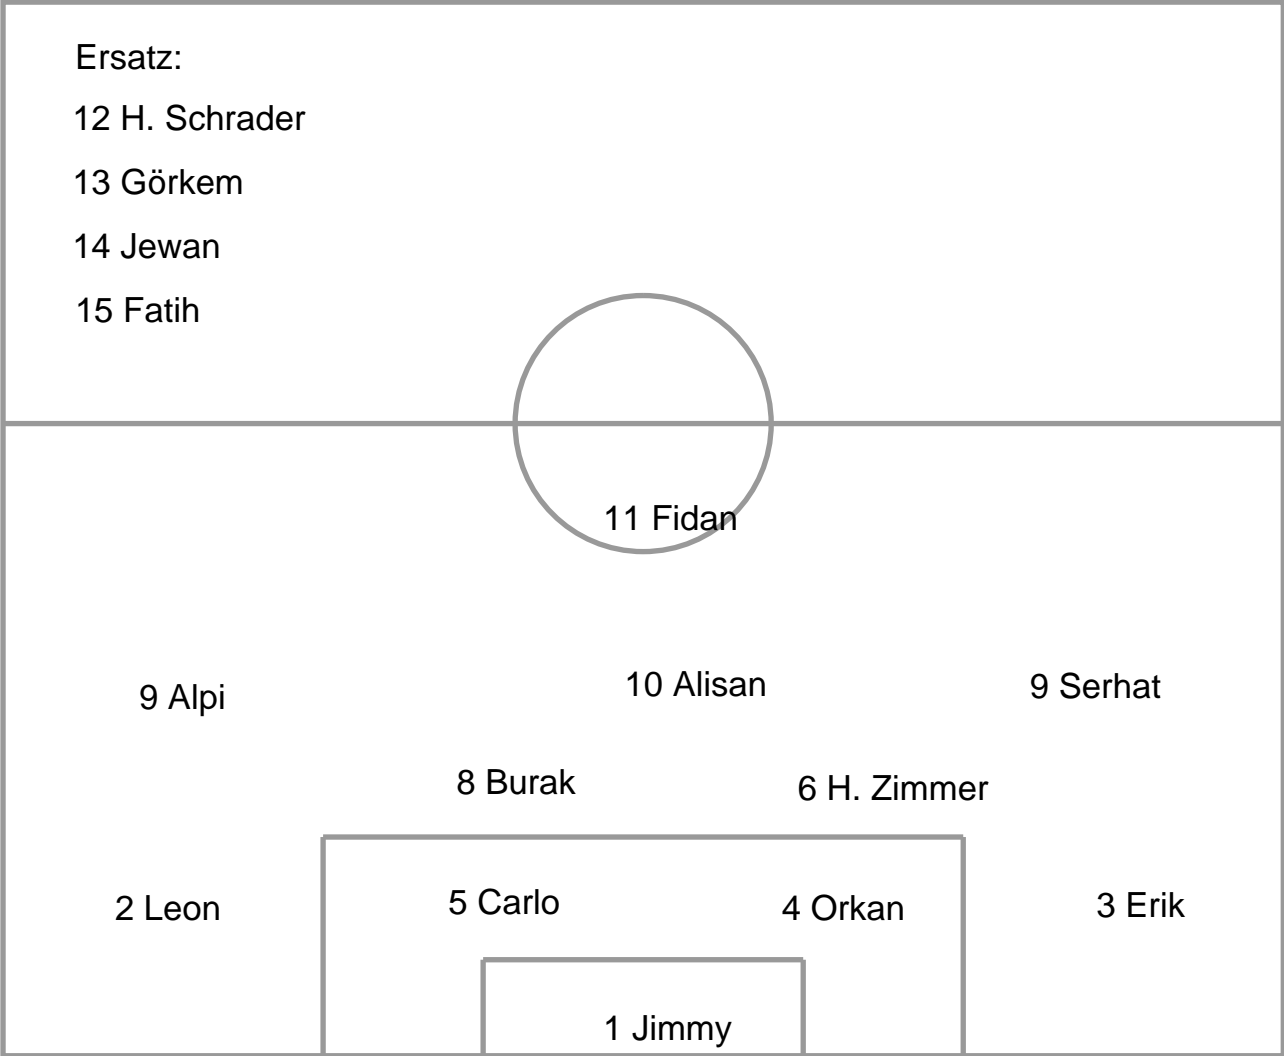 Ersatz:
12 H. Schrader
13 Görkem
14 Jewan
15 Fatih
11 Fidan
9 Alpi
10 Alisan
9 Serhat
8 Burak
6 H. Zimmer
2 Leon
5 Carlo
4 Orkan
3 Erik
1 Jimmy